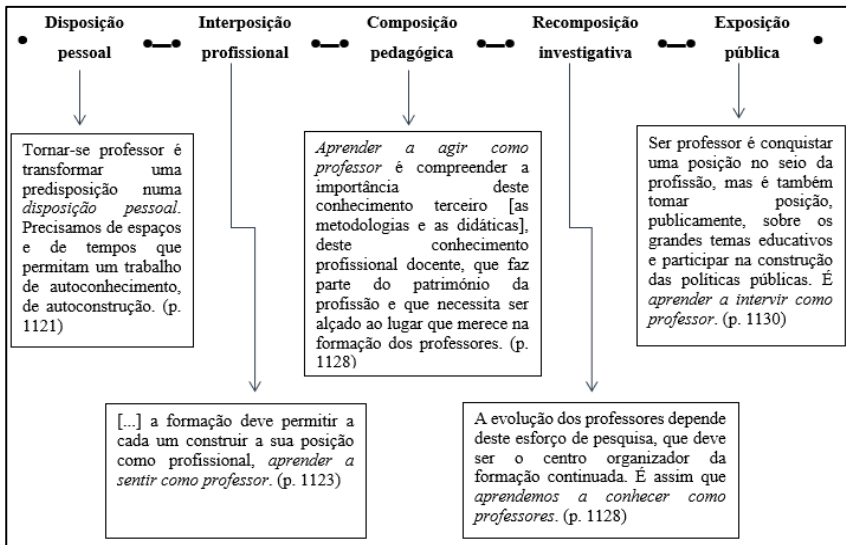 Disposição
pessoal
Interposição
profissional
Composição
pedagógica
Recomposição
investigativa
Exposição
pública
Tornar-se professor é
transformar uma
predisposição numa
disposição pessoal.
Precisamos de espaços
e de tempos que
permitam um trabalho
de autoconhecimento,
de autoconstrução. (p.
1121)
Aprender a agir como
professor é compreender a
importância deste
conhecimento terceiro [as
metodologias e as didáticas],
deste conhecimento
profissional docente, que faz
parte do património da
profissão e que necessita ser
alçado ao lugar que merece na
formação dos professores. (p.
1128)
Ser professor é conquistar
uma posição no seio da
profissão, mas é também
tomar posição,
publicamente, sobre os
grandes temas educativos
e participar na construção
das políticas públicas. É
aprender a intervir como
professor. (p. 1130)
[...] a formação deve permitir a
cada um construir a sua posição
como profissional, aprender a
sentir como professor. (p. 1123)
A evolução dos professores depende
deste esforço de pesquisa, que deve
ser o centro organizador da
formação continuada. É assim que
aprendemos a conhecer como
professores. (p. 1128)